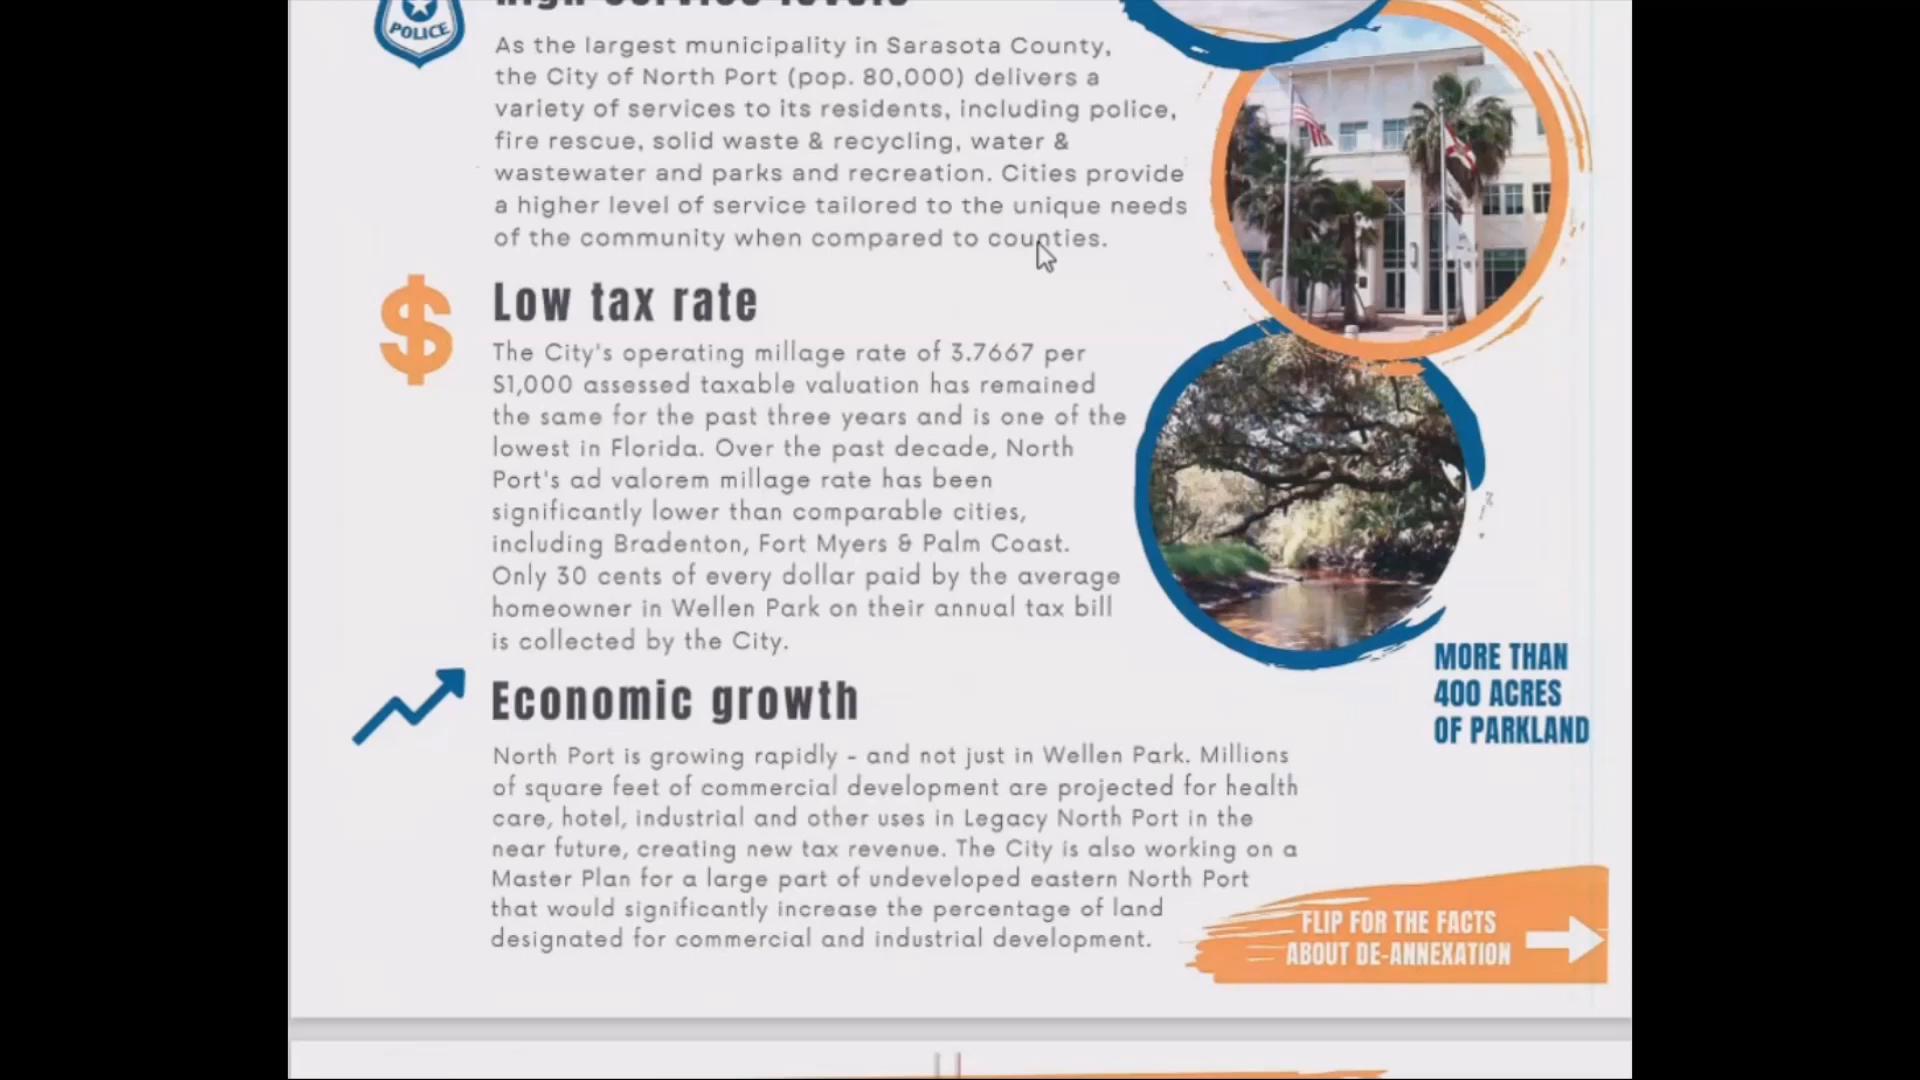 High service levels
POLICE
As the largest municipality in Sarasota County,
the City of North Port (pop. 80,000) delivers a
variety of services to its residents, including police,
fire rescue, solid waste & recycling, water &
wastewater and parks and recreation. Cities provide
a higher level of service tailored to the unique needs
of the community when compared to counties.
Low tax rate
The City's operating millage rate of 3.7667 per
$1,000 assessed taxable valuation has remained
the same for the past three years and is one of the
lowest in Florida. Over the past decade, North
Port's ad valorem millage rate has been
significantly lower than comparable cities,
including Bradenton, Fort Myers & Palm Coast.
Only 30 cents of every dollar paid by the average
homeowner in Wellen Park on their annual tax bill
is collected by the City.
MORE THAN
400 ACRES
OF PARKLAND
Economic growth
North Port is growing rapidly - and not just in Wellen Park. Millions
of square feet of commercial development are projected for health
care, hotel, industrial and other uses in Legacy North Port in the
near future, creating new tax revenue. The City is also working on a
Master Plan for a large part of undeveloped eastern North Port
that would significantly increase the percentage of land
designated for commercial and industrial development.
FLIP FOR THE FACTS
ABOUT DE-ANNEXATION